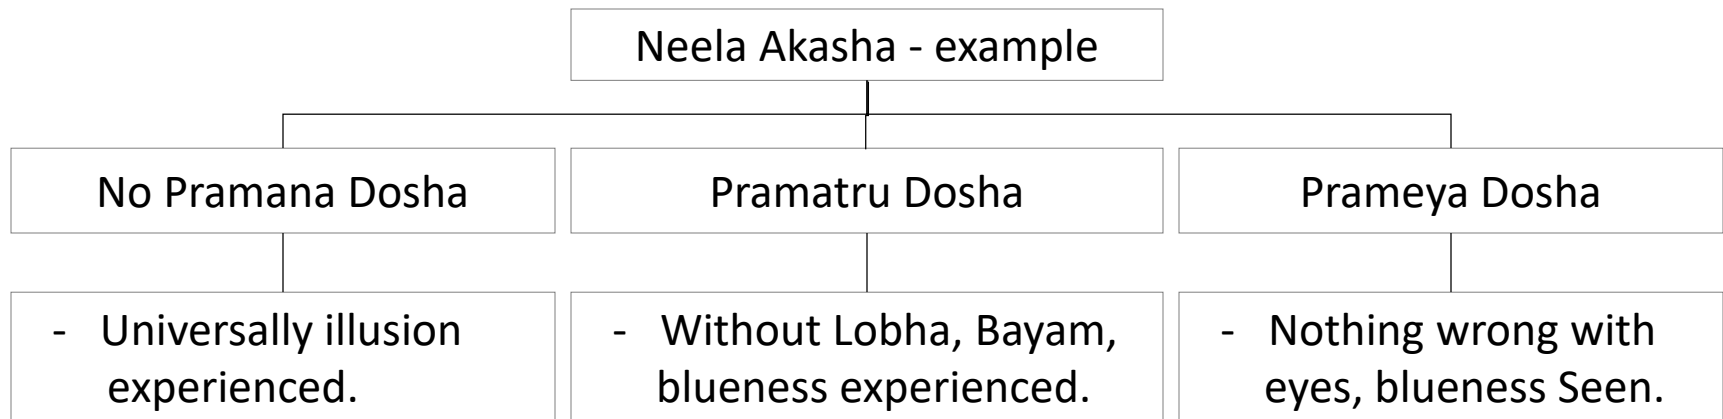 Neela Akasha - example
No Pramana Dosha
Pramatru Dosha
Prameya Dosha
- Universally illusion
experienced.
- Without Lobha, Bayam,
blueness experienced.
- Nothing wrong with
eyes, blueness Seen.